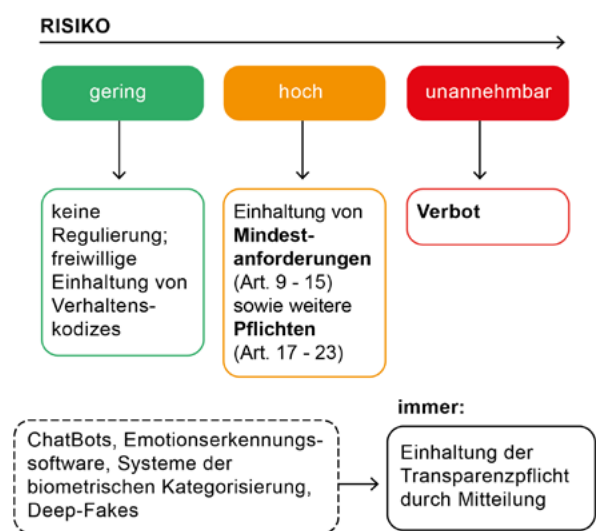 RISIKO
gering
hoch
unannehmbar
keine
Regulierung;
freiwillige
Einhaltung von
Verhaltens-
kodizes
Einhaltung von
Mindest-
anforderungen
(Art. 9 - 15)
sowie weitere
Pflichten
(Art. 17 - 23)
Verbot
ChatBots, Emotionserkennungs-
software, Systeme der
biometrischen Kategorisierung,
Deep-Fakes
immer:
Einhaltung der
Transparenzpflicht
durch Mitteilung